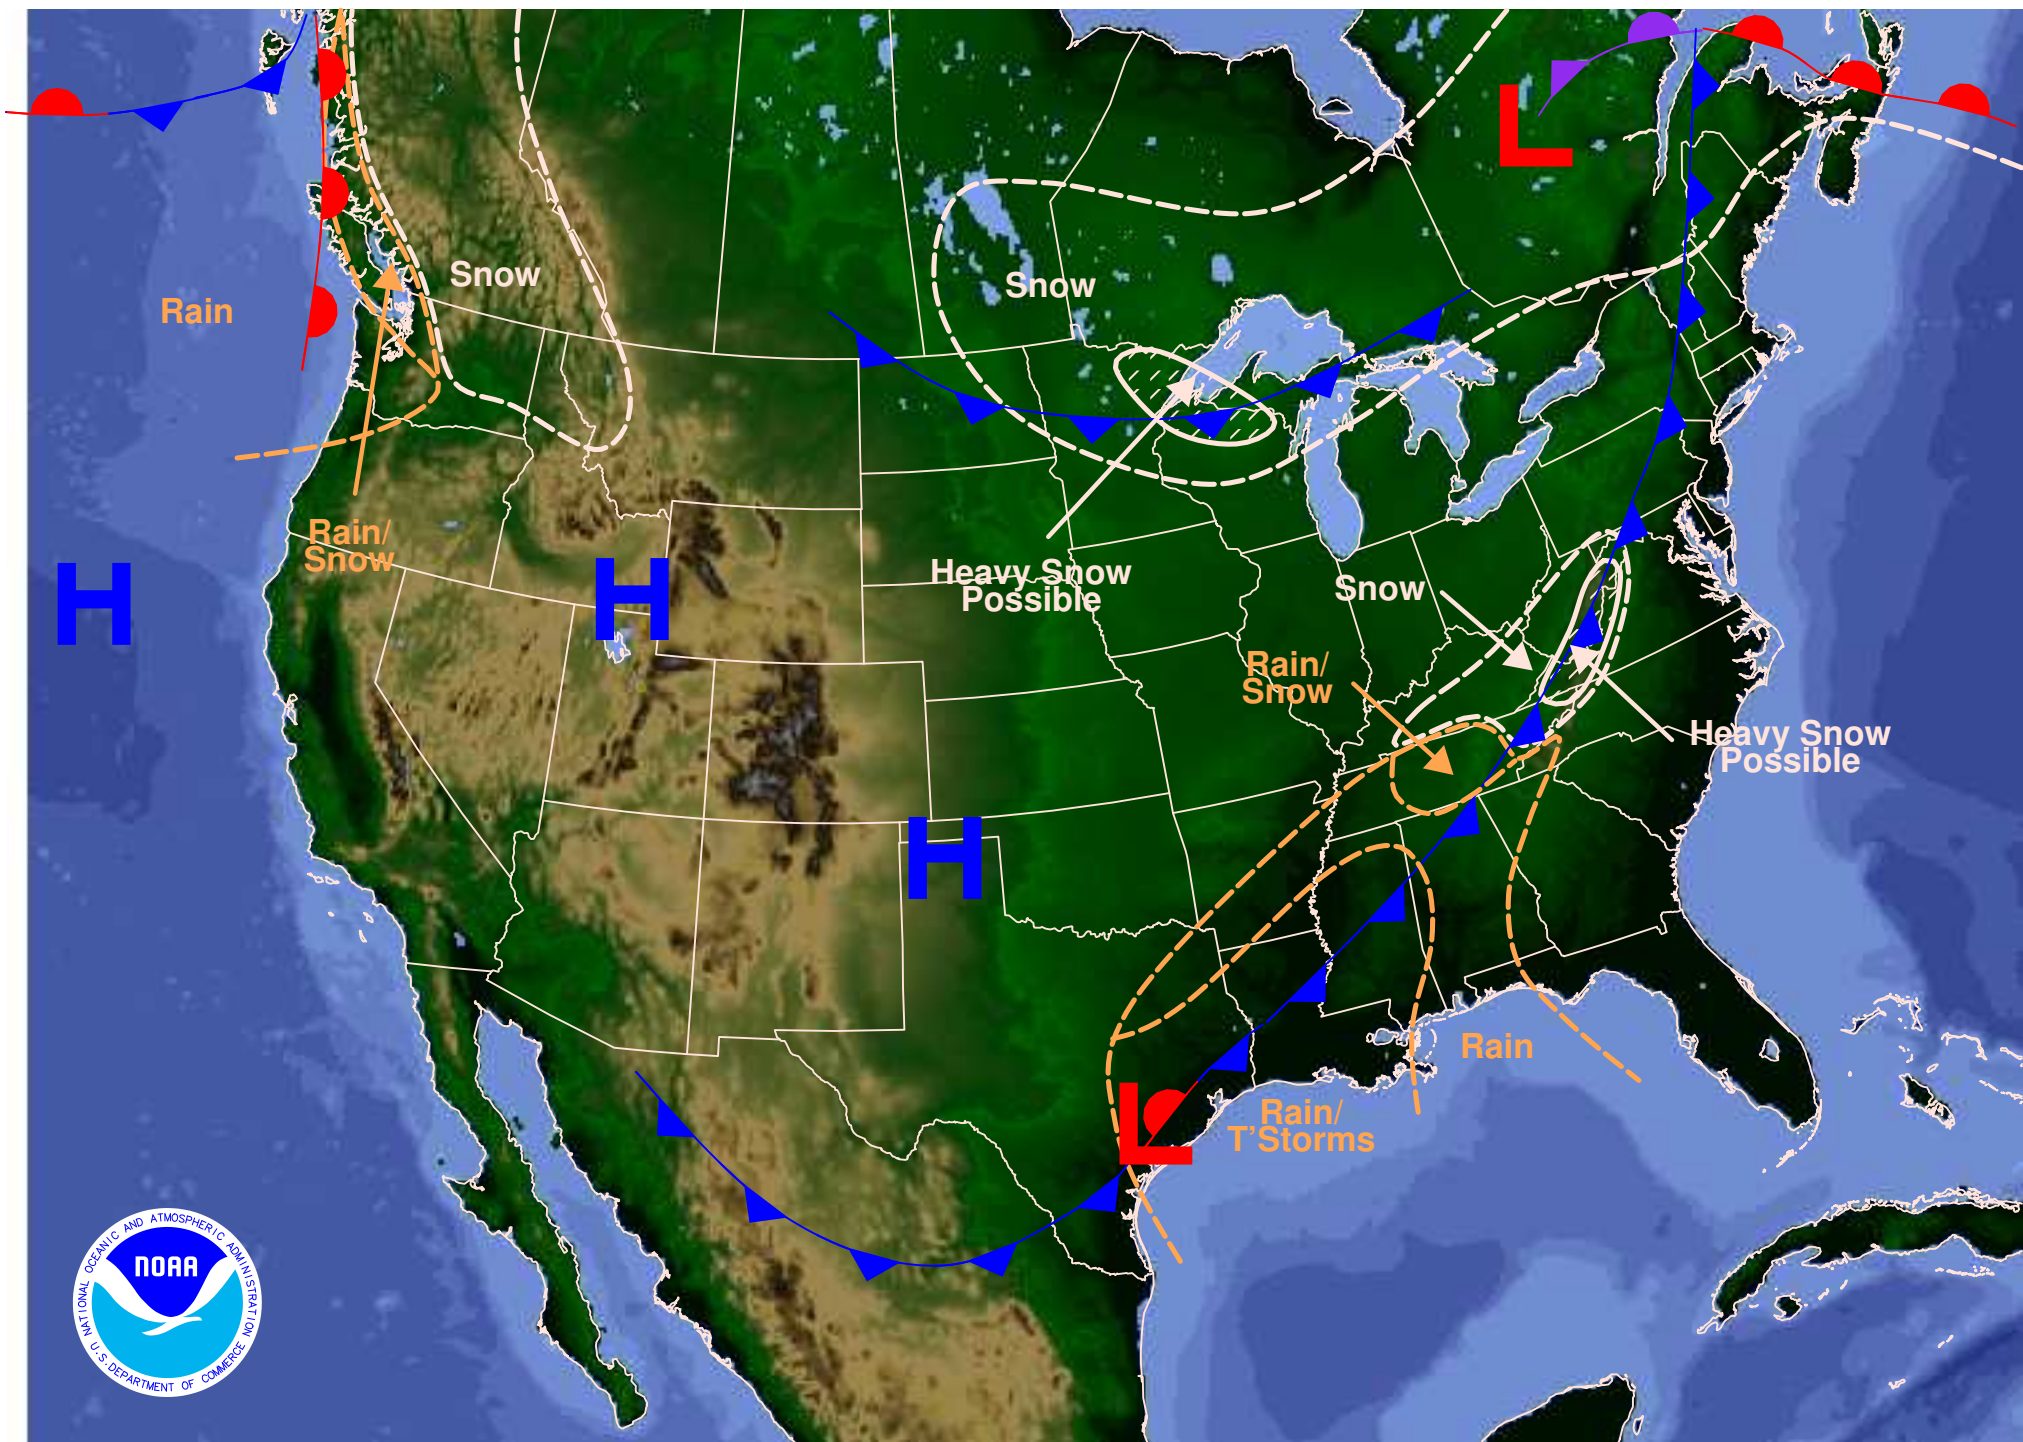 L
Snow
Snow
Rain
Rain/
Snow
H
H
Heavy Snow
Possible
Snow
Rain/
Snow
Heavy Snow
Possible
H
Rain
L
Rain/
T'Storms
NATIONAL OCEANIC AND ATMOSPHERIC ADMINISTRATION
NOAA
U.S. DEPARTMENT OF COMMERCE